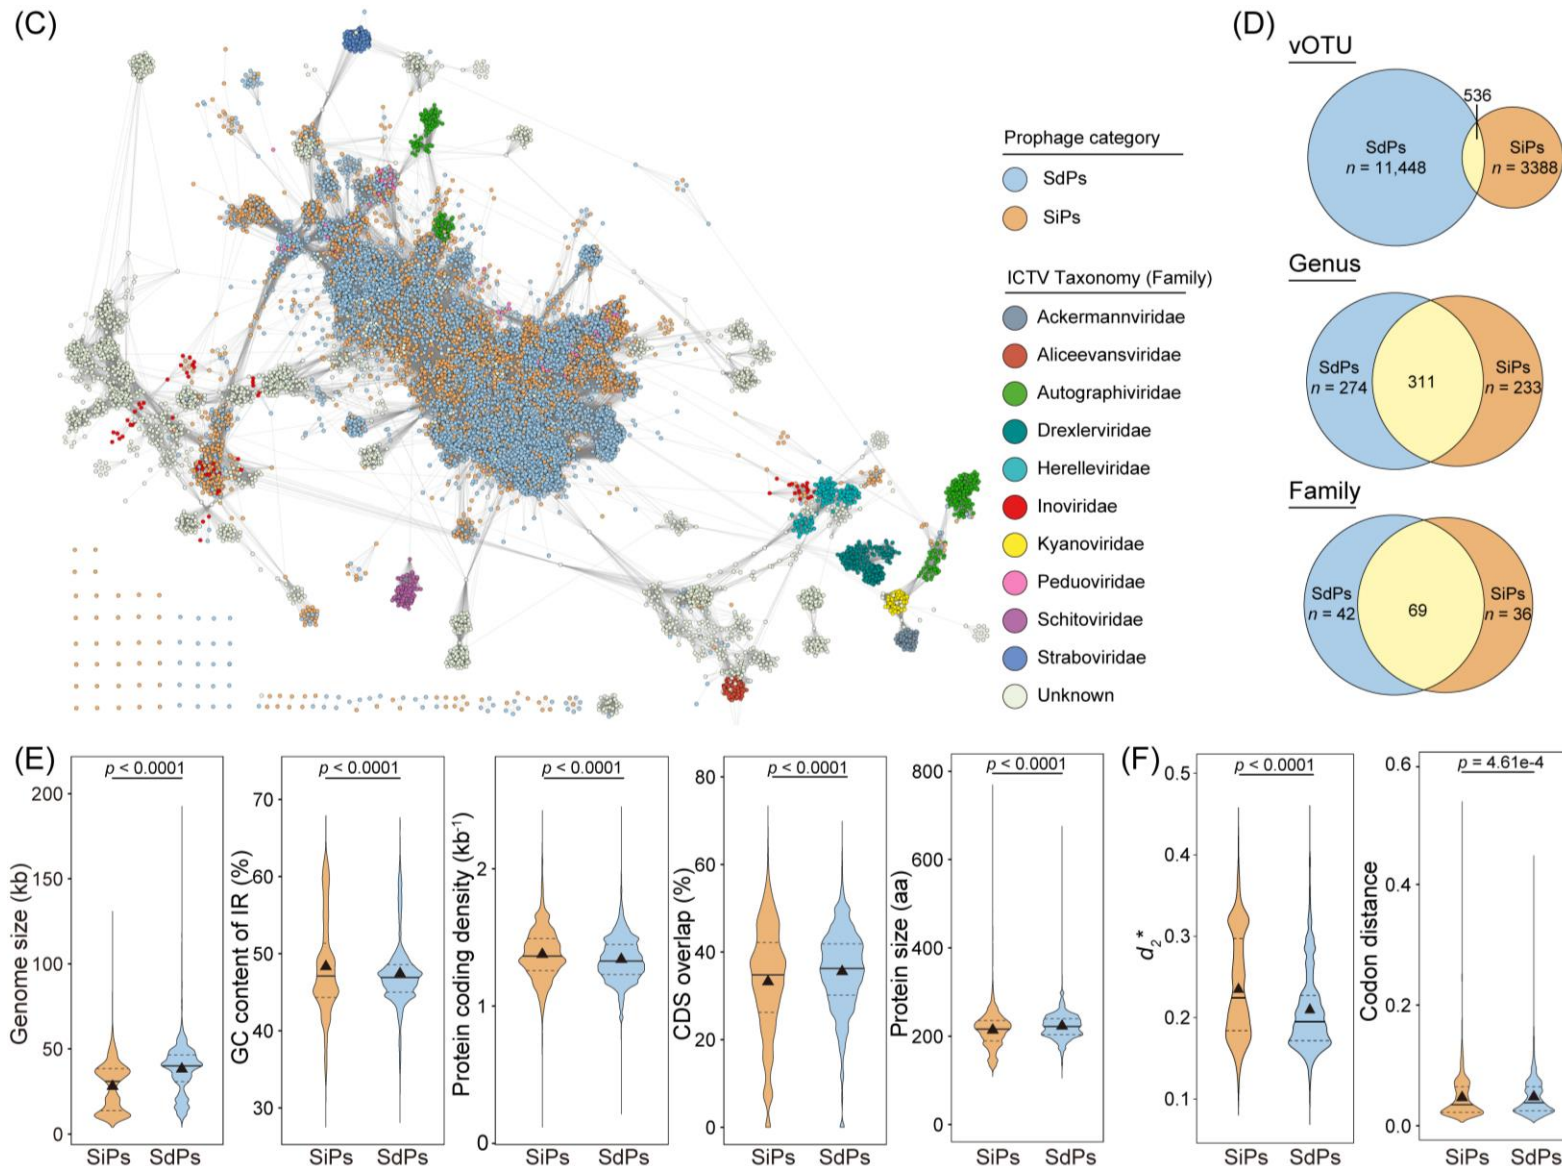 (C)
Prophage category
SdPs
SiPs
ICTV Taxonomy (Family)
Ackermannviridae
Aliceevansviridae
Autographiviridae
Drexlerviridae
Herelleviridae
Inoviridae
Kyanoviridae
Peduoviridae
Schitoviridae
Straboviridae
Unknown
(D)
vOTU
536
SdPs
n = 11,448
SiPs
n = 3388
Genus
SdPs
n = 274
311
SiPs
n = 233
Family
SdPs
n = 42
69
SiPs
n = 36
(E)
Genome size (kb)
200
150
100
50
0
p < 0.0001
SiPs SdPs
GC content of IR (%)
70
60
50
40
30
p < 0.0001
SiPs SdPs
Protein coding density (kb⁻¹)
2
1
0
p < 0.0001
SiPs SdPs
CDS overlap (%)
80
60
40
20
0
p < 0.0001
SiPs SdPs
Protein size (aa)
800
600
400
200
0
p < 0.0001
SiPs SdPs
(F)
d₂*
0.5
0.4
0.3
0.2
0.1
p < 0.0001
SiPs SdPs
Codon distance
0.6
0.4
0.2
0.0
p = 4.61e-4
SiPs SdPs